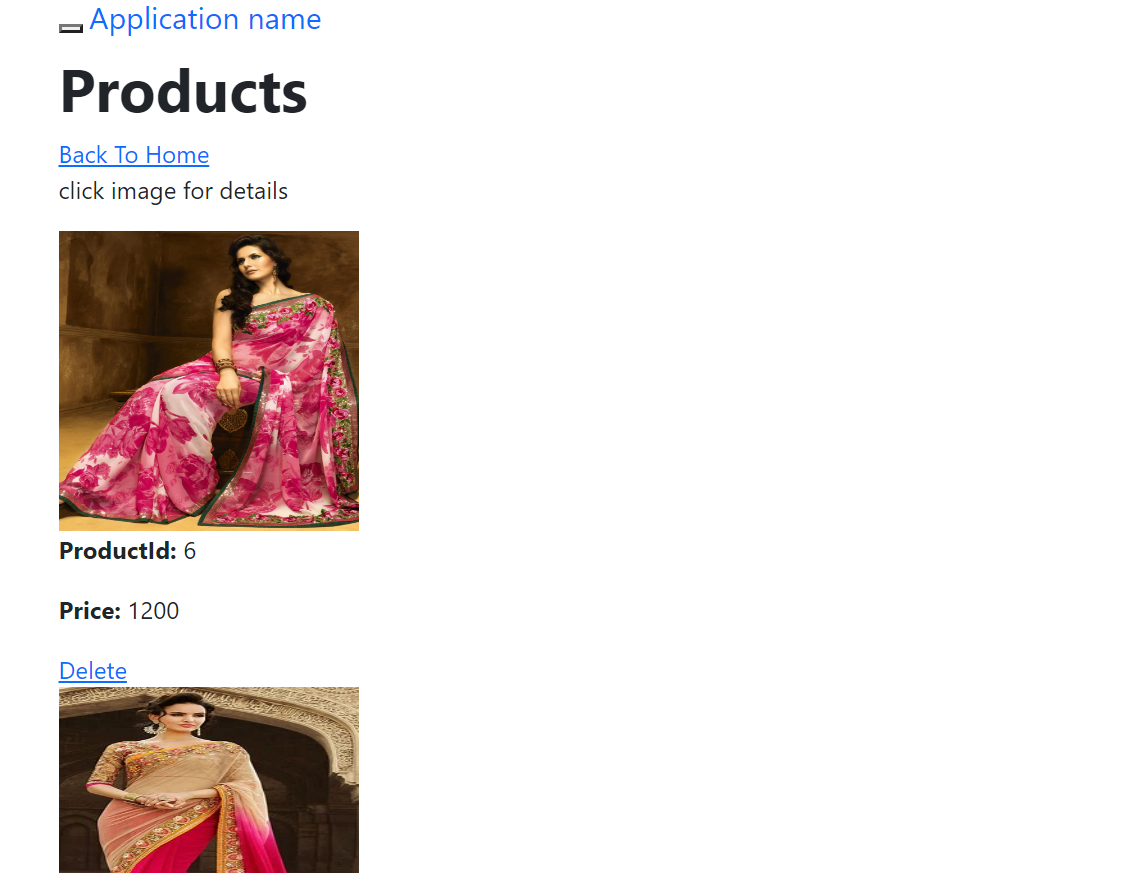 Application name
Products
Back To Home
click image for details
ProductId: 6
Price: 1200
Delete